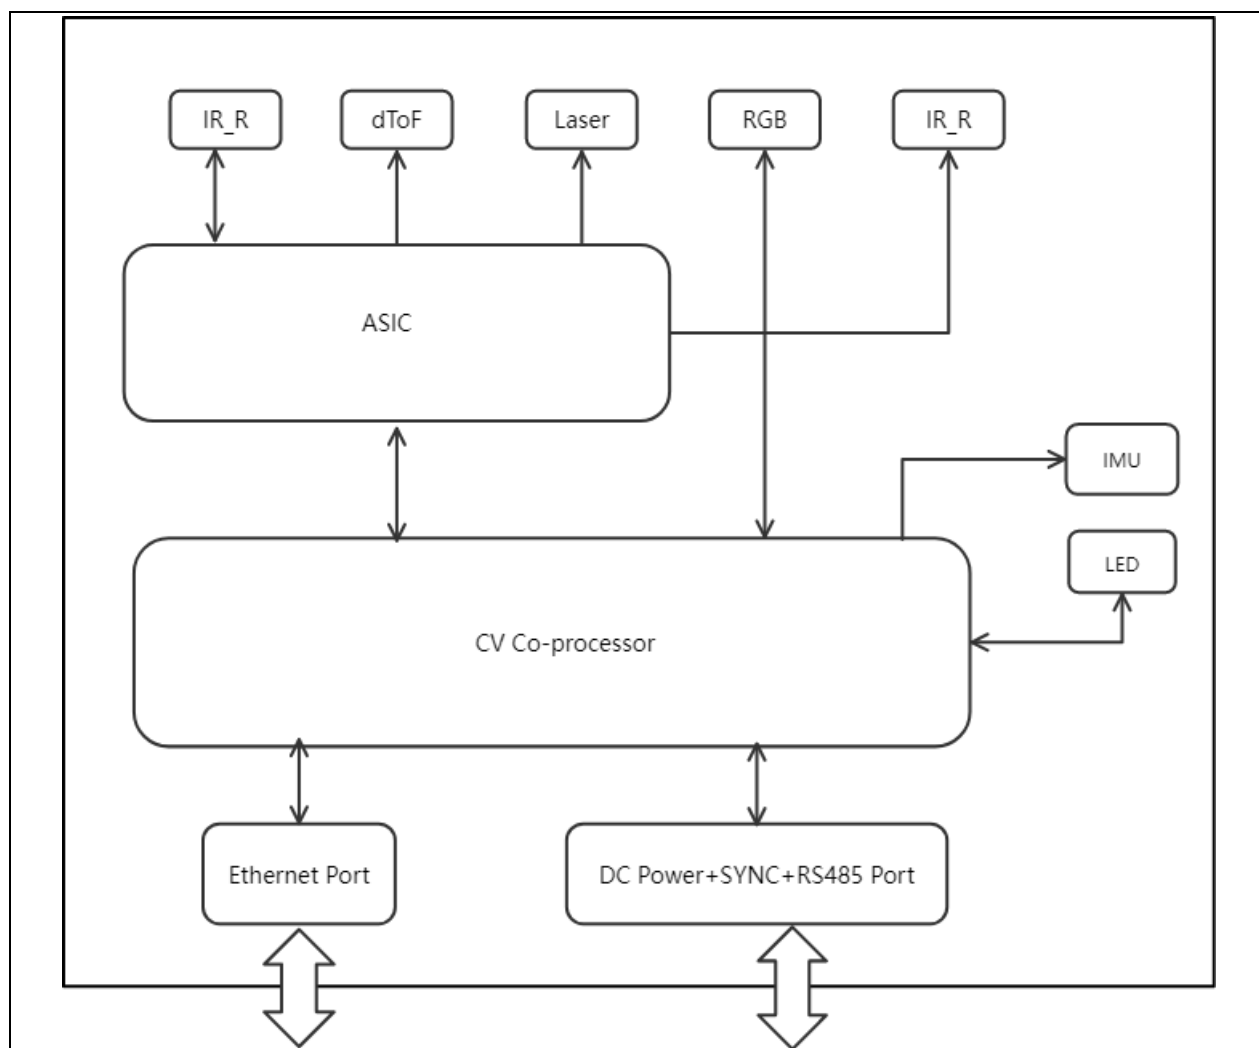 IR_R
dToF
Laser
RGB
IR_R
ASIC
IMU
LED
CV Co-processor
Ethernet Port
DC Power+SYNC+RS485 Port